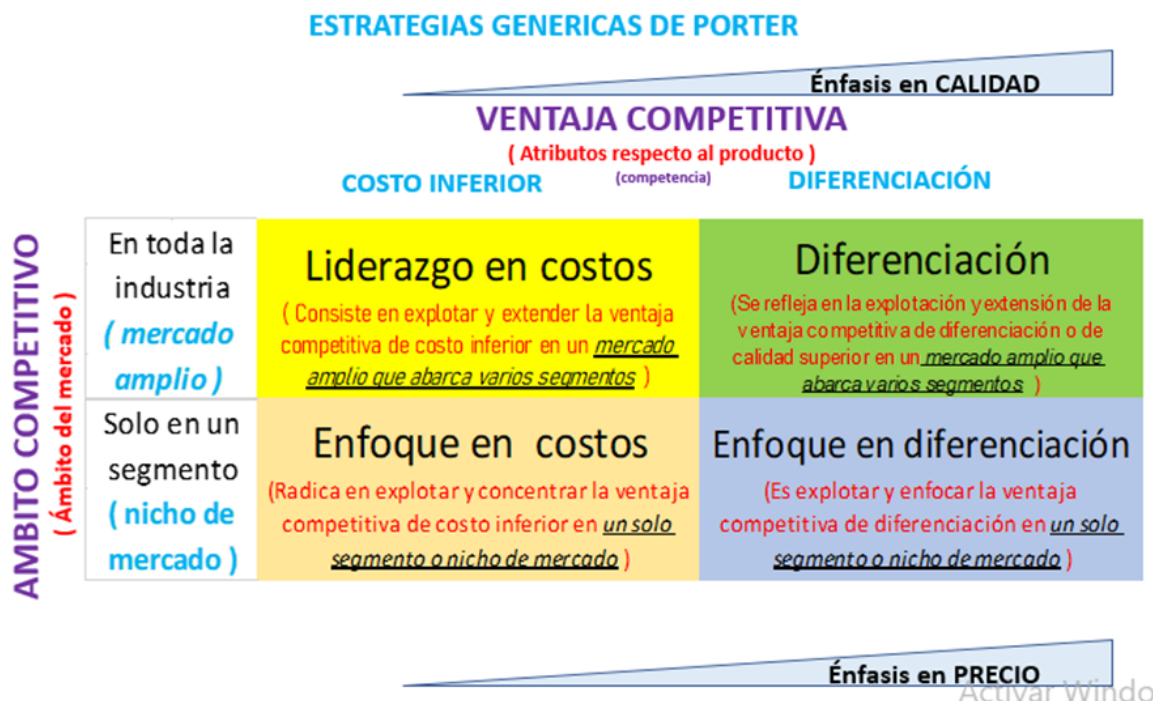 ESTRATEGIAS GENERICAS DE PORTER
Énfasis en CALIDAD
VENTAJA COMPETITIVA
( Atributos respecto al producto )
(competencia)
COSTO INFERIOR
DIFERENCIACIÓN
AMBITO COMPETITIVO
( Ámbito del mercado )
En toda la
industria
( mercado
amplio )
Liderazgo en costos
( Consiste en explotar y extender la ventaja
competitiva de costo inferior en un mercado
amplio que abarca varios segmentos )
Diferenciación
(Se refleja en la explotación y extensión de la
ventaja competitiva de diferenciación o de
calidad superior en un mercado amplio que
abarca varios segmentos )
Solo en un
segmento
( nicho de
mercado )
Enfoque en costos
(Radica en explotar y concentrar la ventaja
competitiva de costo inferior en un solo
segmento o nicho de mercado )
Enfoque en diferenciación
(Es explotar y enfocar la ventaja
competitiva de diferenciación en un solo
segmento o nicho de mercado )
Énfasis en PRECIO
Activar Windo